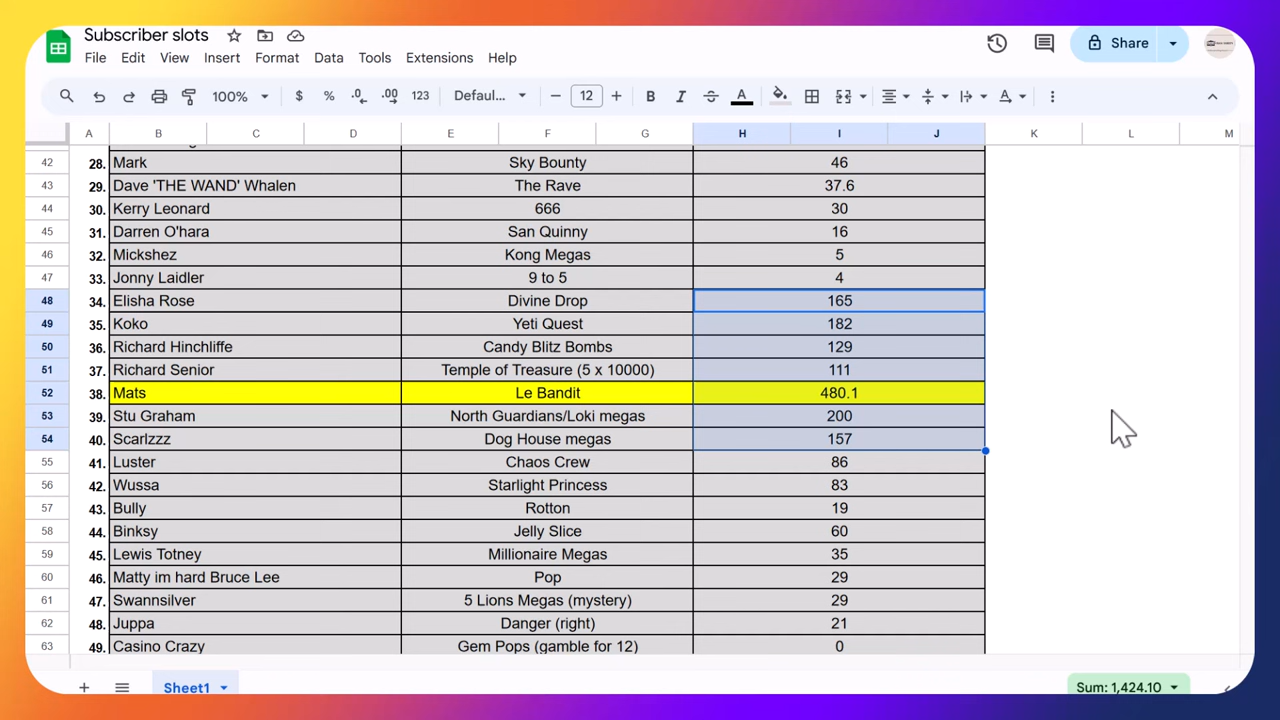 Subscriber slots
File Edit View Insert Format Data Tools Extensions Help
Share
100% $ % .0 .00 123 Defaul... − 12 + B I A
A B C D E F G H I J K L M
42 28. Mark Sky Bounty 46
43 29. Dave 'THE WAND' Whalen The Rave 37.6
44 30. Kerry Leonard 666 30
45 31. Darren O'hara San Quinny 16
46 32. Mickshez Kong Megas 5
47 33. Jonny Laidler 9 to 5 4
48 34. Elisha Rose Divine Drop 165
49 35. Koko Yeti Quest 182
50 36. Richard Hinchliffe Candy Blitz Bombs 129
51 37. Richard Senior Temple of Treasure (5 x 10000) 111
52 38. Mats Le Bandit 480.1
53 39. Stu Graham North Guardians/Loki megas 200
54 40. Scarlzzz Dog House megas 157
55 41. Luster Chaos Crew 86
56 42. Wussa Starlight Princess 83
57 43. Bully Rotton 19
58 44. Binksy Jelly Slice 60
59 45. Lewis Totney Millionaire Megas 35
60 46. Matty im hard Bruce Lee Pop 29
61 47. Swannsilver 5 Lions Megas (mystery) 29
62 48. Juppa Danger (right) 21
63 49. Casino Crazy Gem Pops (gamble for 12) 0
+ Sheet1 Sum: 1,424.10